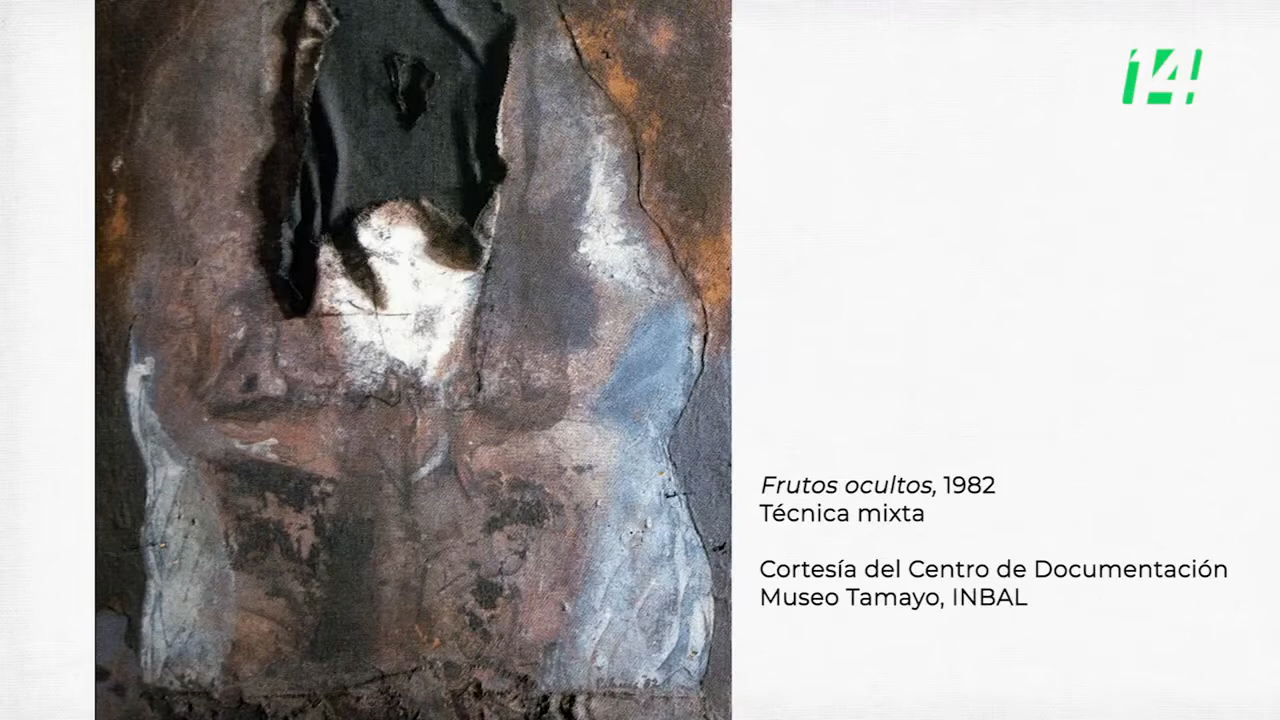 14!
Frutos ocultos, 1982
Técnica mixta
Cortesía del Centro de Documentación
Museo Tamayo, INBAL